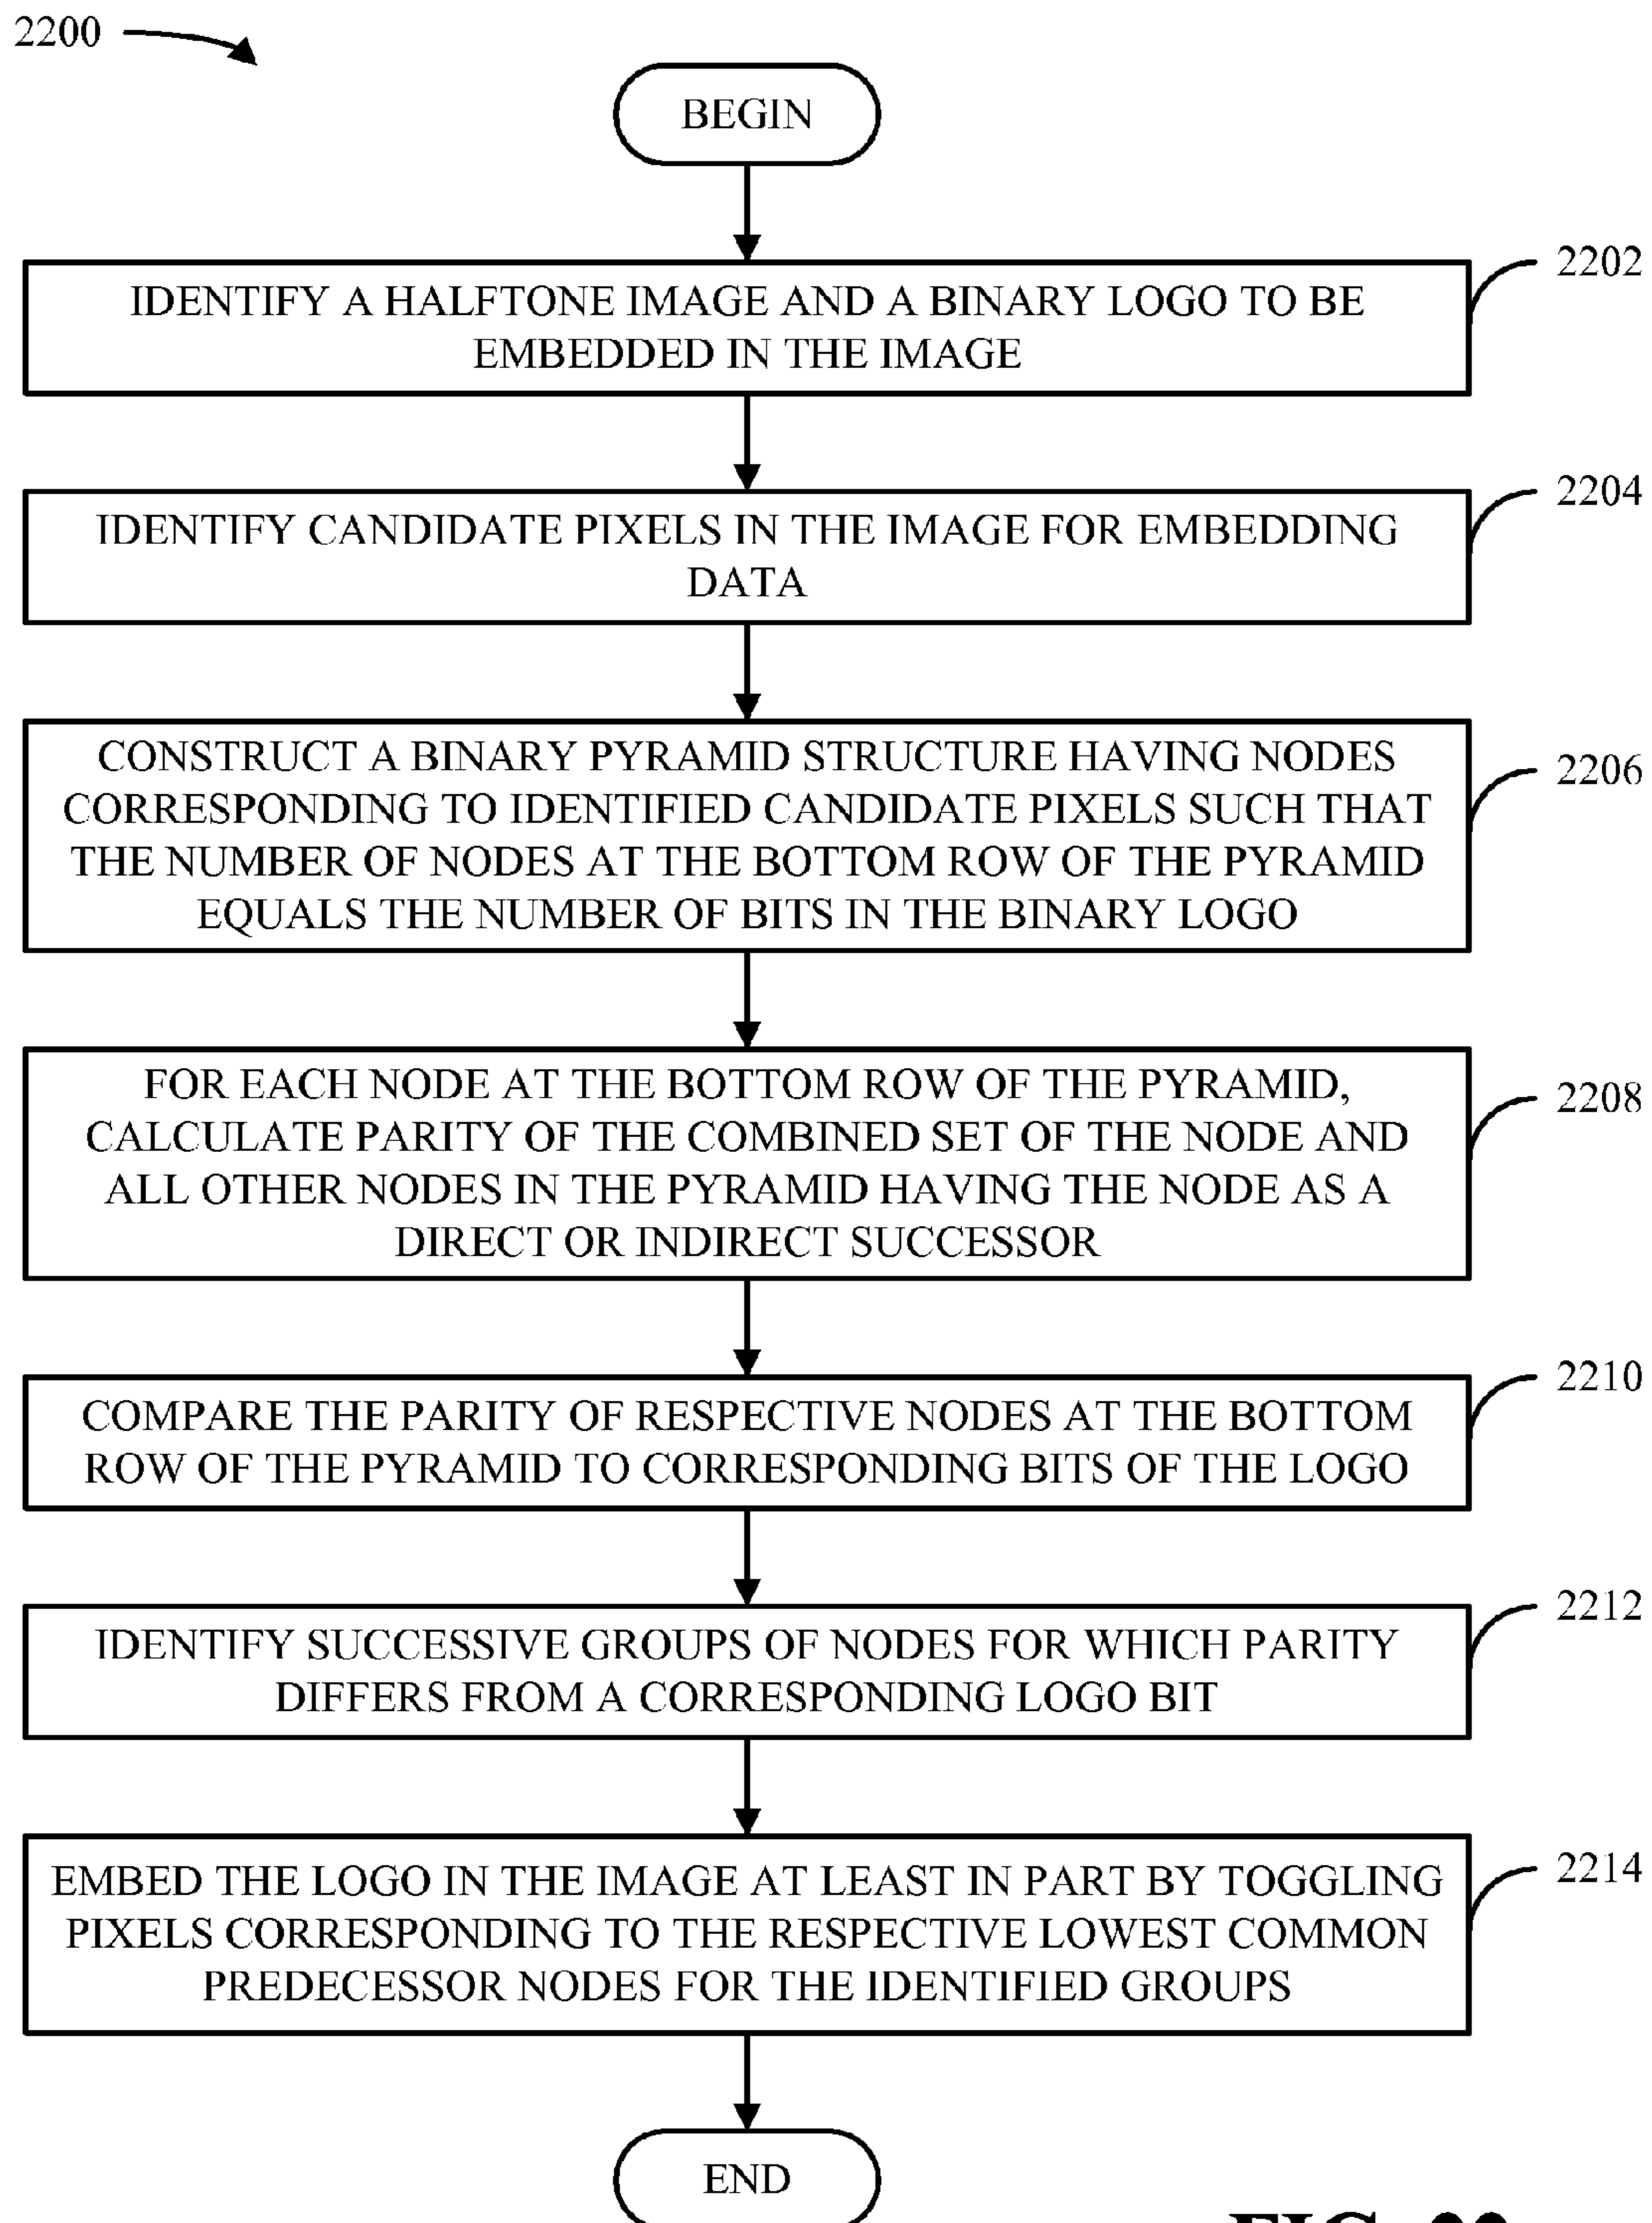 2200
BEGIN
2202
IDENTIFY A HALFTONE IMAGE AND A BINARY LOGO TO BE
EMBEDDED IN THE IMAGE
2204
IDENTIFY CANDIDATE PIXELS IN THE IMAGE FOR EMBEDDING
DATA
2206
CONSTRUCT A BINARY PYRAMID STRUCTURE HAVING NODES
CORRESPONDING TO IDENTIFIED CANDIDATE PIXELS SUCH THAT
THE NUMBER OF NODES AT THE BOTTOM ROW OF THE PYRAMID
EQUALS THE NUMBER OF BITS IN THE BINARY LOGO
2208
FOR EACH NODE AT THE BOTTOM ROW OF THE PYRAMID,
CALCULATE PARITY OF THE COMBINED SET OF THE NODE AND
ALL OTHER NODES IN THE PYRAMID HAVING THE NODE AS A
DIRECT OR INDIRECT SUCCESSOR
2210
COMPARE THE PARITY OF RESPECTIVE NODES AT THE BOTTOM
ROW OF THE PYRAMID TO CORRESPONDING BITS OF THE LOGO
2212
IDENTIFY SUCCESSIVE GROUPS OF NODES FOR WHICH PARITY
DIFFERS FROM A CORRESPONDING LOGO BIT
2214
EMBED THE LOGO IN THE IMAGE AT LEAST IN PART BY TOGGLING
PIXELS CORRESPONDING TO THE RESPECTIVE LOWEST COMMON
PREDECESSOR NODES FOR THE IDENTIFIED GROUPS
END